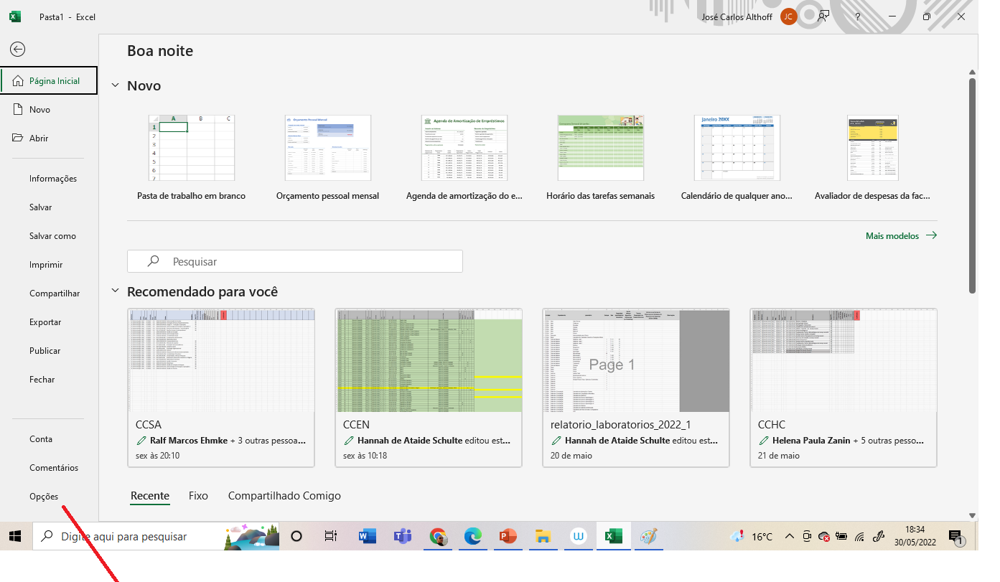 Pasta1 - Excel
José Carlos Althoff
JC
?
Boa noite
Página Inicial
Novo
Abrir
Informações
Salvar
Salvar como
Imprimir
Compartilhar
Exportar
Publicar
Fechar
Conta
Comentários
Opções
Novo
A B C
1
2
3
4
5
6
7
Orçamento Pessoal Mensal
Agenda de Amortização de Empréstimos
janeiro 20XX
Pasta de trabalho em branco
Orçamento pessoal mensal
Agenda de amortização do e...
Horário das tarefas semanais
Calendário de qualquer ano...
Avaliador de despesas da fac...
Mais modelos
Pesquisar
Recomendado para você
Page 1
CCSA
Ralf Marcos Ehmke + 3 outras pessoa...
sex às 20:10
CCEN
Hannah de Ataide Schulte editou est...
sex às 10:18
relatorio_laboratorios_2022_1
Hannah de Ataide Schulte editou est...
20 de maio
CCHC
Helena Paula Zanin + 5 outras pesso...
21 de maio
Recente Fixo Compartilhado Comigo
Digite aqui para pesquisar
16°C
18:34
30/05/2022
1